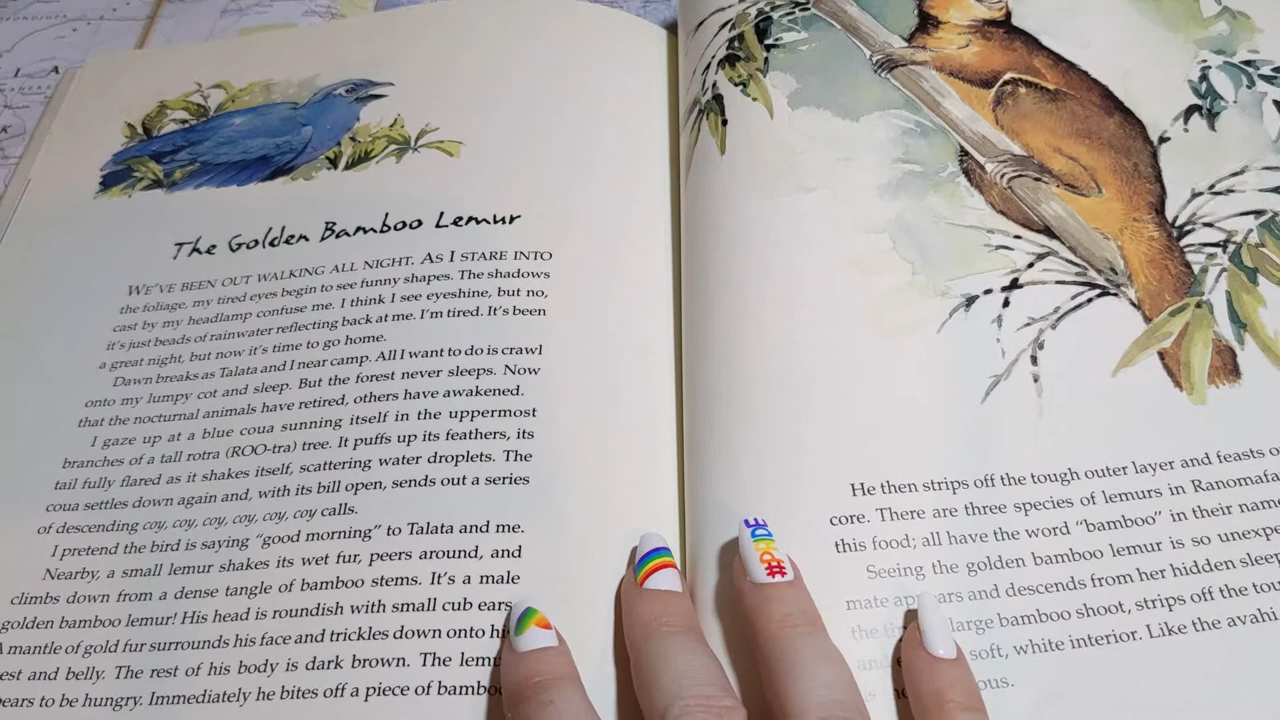 The Golden Bamboo Lemur
WE'VE BEEN OUT WALKING ALL NIGHT. AS I STARE INTO
the foliage, my tired eyes begin to see funny shapes. The shadows
cast by my headlamp confuse me. I think I see eyeshine, but no,
it's just beads of rainwater reflecting back at me. I'm tired. It's been
a great night, but now it's time to go home.
Dawn breaks as Talata and I near camp. All I want to do is crawl
onto my lumpy cot and sleep. But the forest never sleeps. Now
that the nocturnal animals have retired, others have awakened.
I gaze up at a blue coua sunning itself in the uppermost
branches of a tall rotra (ROO-tra) tree. It puffs up its feathers, its
tail fully flared as it shakes itself, scattering water droplets. The
coua settles down again and, with its bill open, sends out a series
of descending coy, coy, coy, coy, coy, coy calls.
I pretend the bird is saying "good morning" to Talata and me.
Nearby, a small lemur shakes its wet fur, peers around, and
climbs down from a dense tangle of bamboo stems. It's a male
golden bamboo lemur! His head is roundish with small cub ears
A mantle of gold fur surrounds his face and trickles down onto
and belly. The rest of his body is dark brown. The
to be hungry. Immediately he bites off a piece of
He then strips off the tough outer layer and feasts
core. There are three species of lemurs in
this food; all have the word "bamboo" in their
Seeing the golden bamboo lemur is so
mate and descends from her hidden
the large bamboo shoot, strips off the
and soft, white interior. Like the avahi
#PRIDE